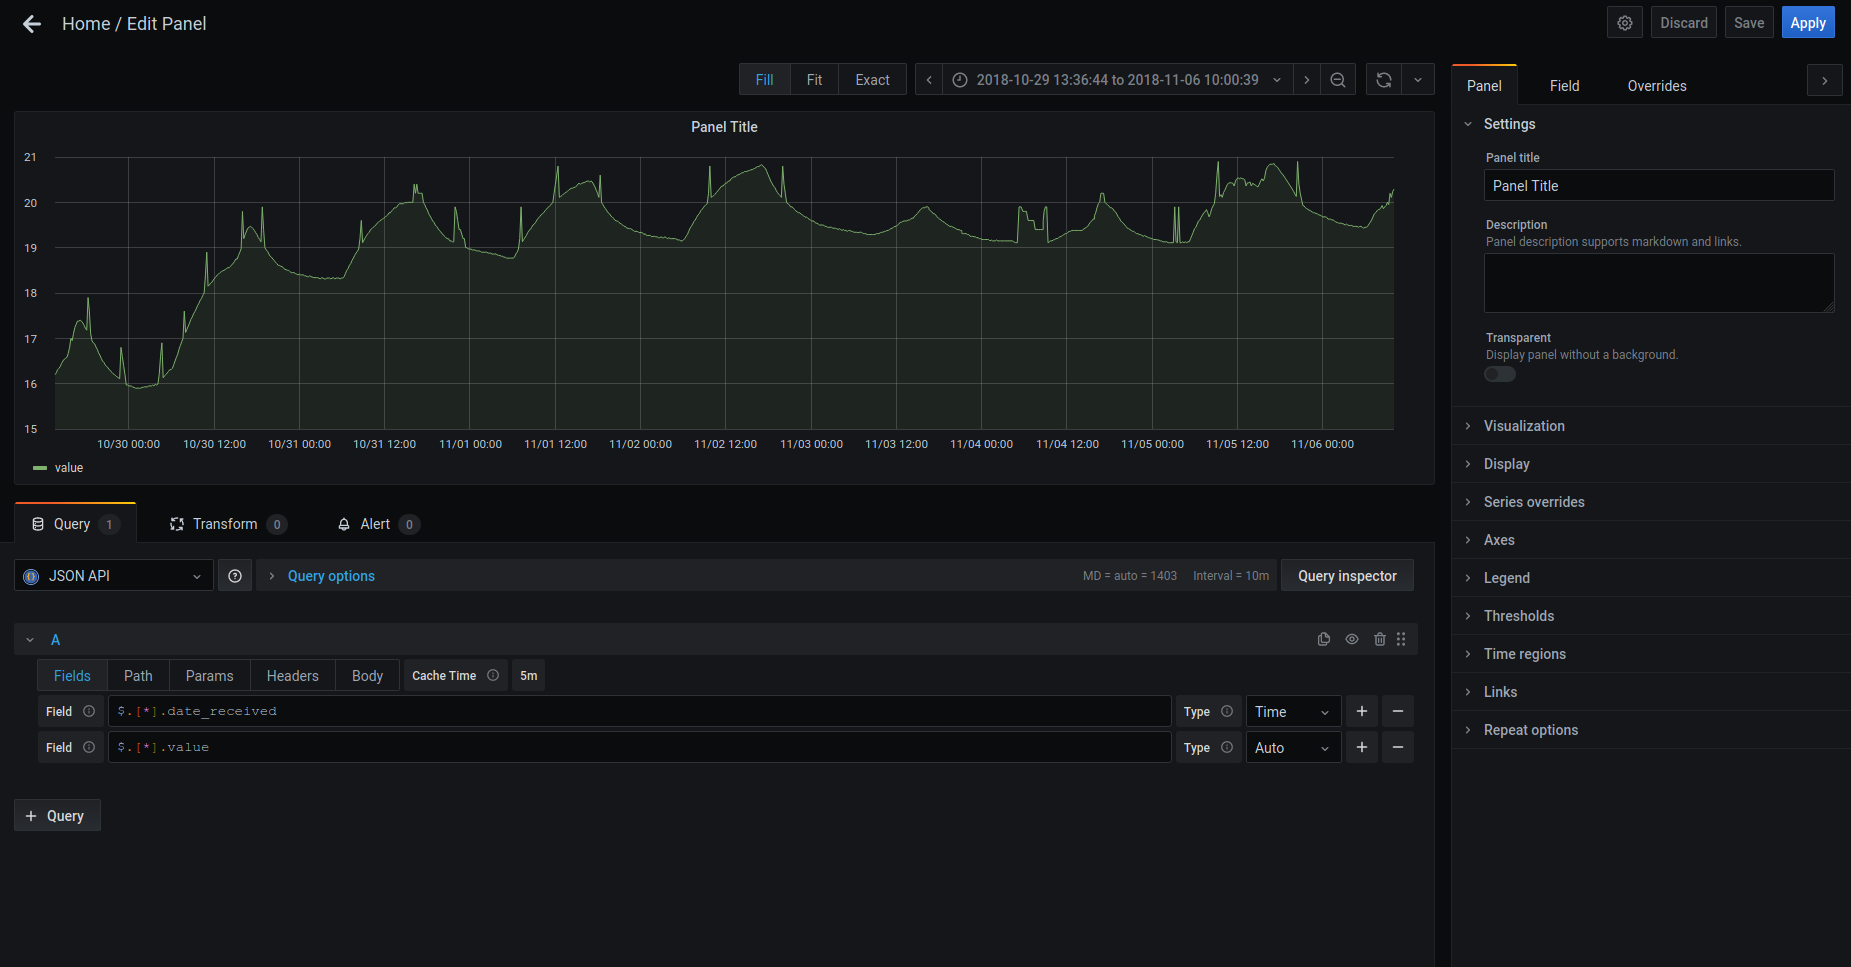 Home / Edit Panel
Discard
Save
Apply
Fill
Fit
Exact
2018-10-29 13:36:44 to 2018-11-06 10:00:39
Panel
Field
Overrides
Panel Title
21
20
19
18
17
16
15
10/30 00:00
10/30 12:00
10/31 00:00
10/31 12:00
11/01 00:00
11/01 12:00
11/02 00:00
11/02 12:00
11/03 00:00
11/03 12:00
11/04 00:00
11/04 12:00
11/05 00:00
11/05 12:00
11/06 00:00
value
Query 1
Transform 0
Alert 0
JSON API
Query options
MD = auto = 1403
Interval = 10m
Query inspector
A
Fields
Path
Params
Headers
Body
Cache Time
5m
Field
$.[*].date_received
Type
Time
Field
$.[*].value
Type
Auto
+ Query
Settings
Panel title
Panel Title
Description
Panel description supports markdown and links.
Transparent
Display panel without a background.
Visualization
Display
Series overrides
Axes
Legend
Thresholds
Time regions
Links
Repeat options